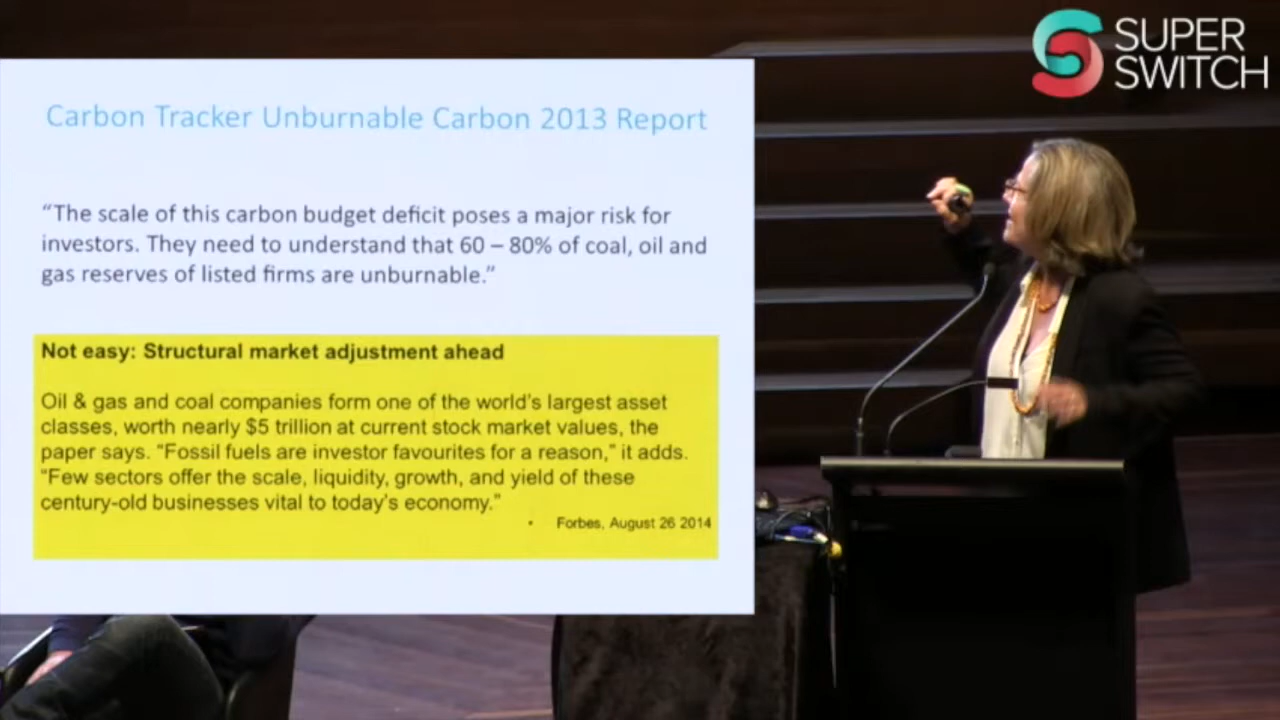 SUPER
SWITCH
Carbon Tracker Unburnable Carbon 2013 Report
“The scale of this carbon budget deficit poses a major risk for
investors. They need to understand that 60 – 80% of coal, oil and
gas reserves of listed firms are unburnable.”
Not easy: Structural market adjustment ahead
Oil & gas and coal companies form one of the world’s largest asset
classes, worth nearly $5 trillion at current stock market values, the
paper says. “Fossil fuels are investor favourites for a reason,” it adds.
“Few sectors offer the scale, liquidity, growth, and yield of these
century-old businesses vital to today’s economy.”
• Forbes, August 26 2014